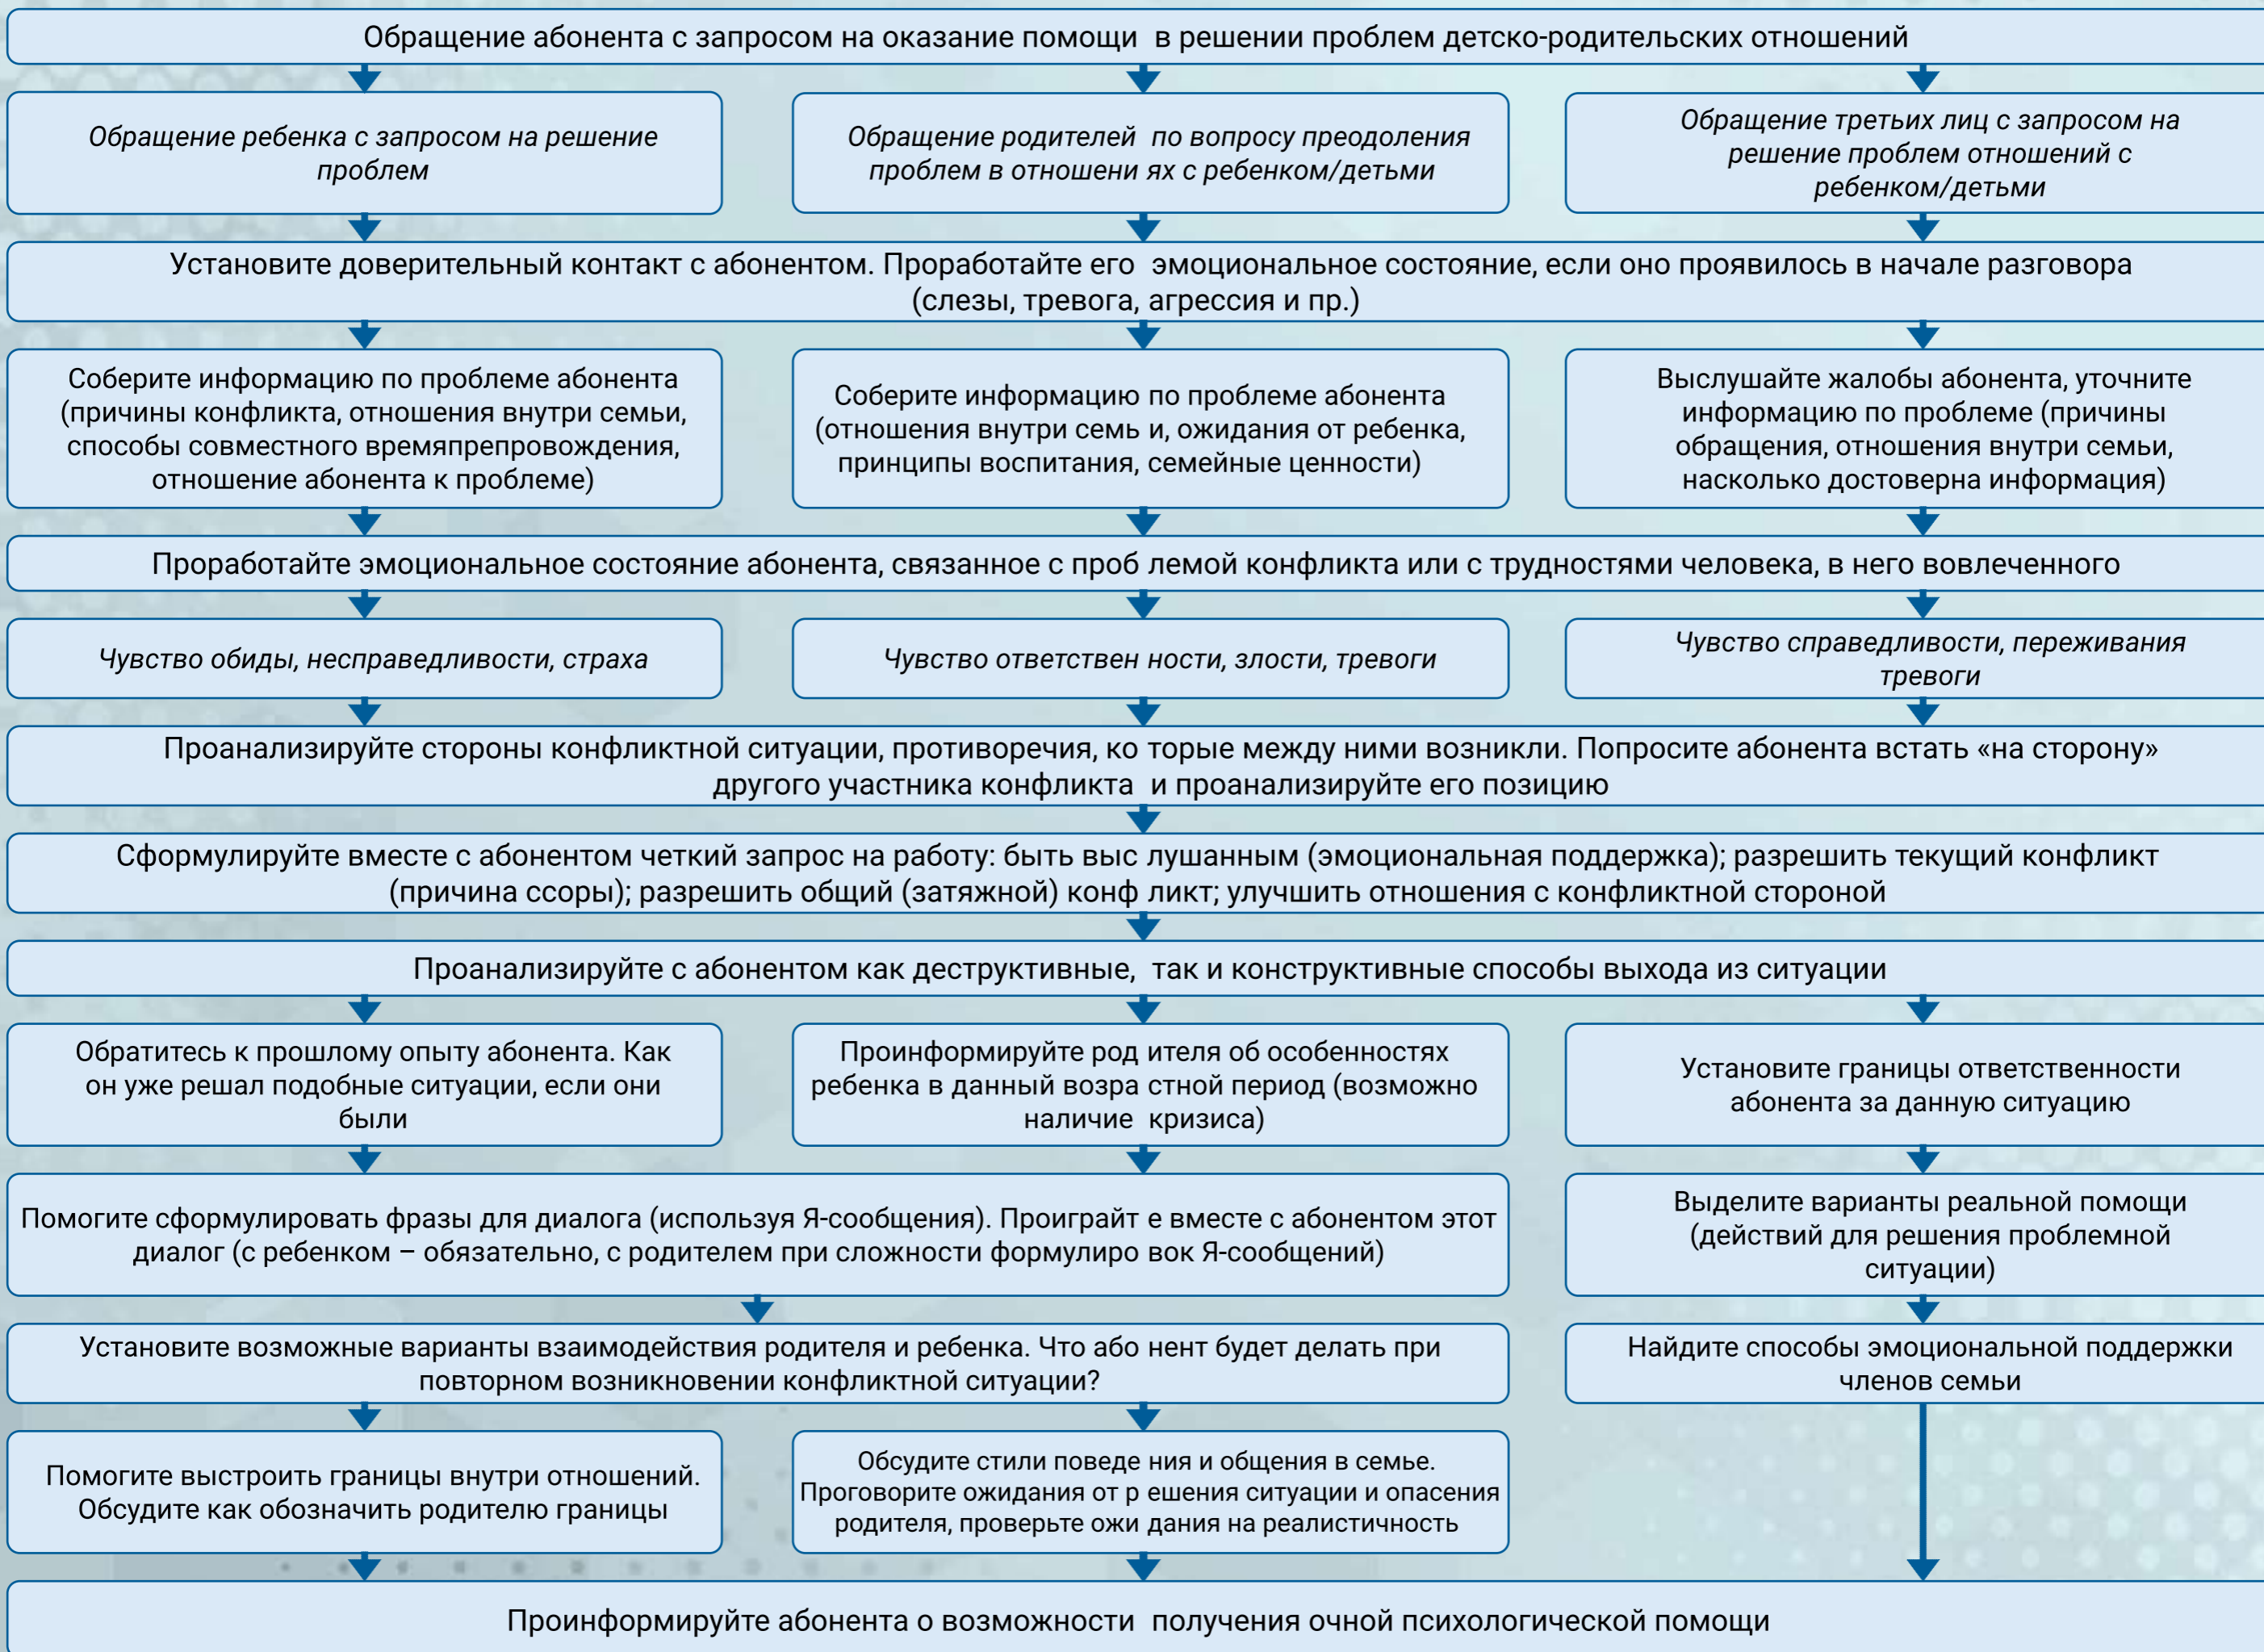 Обращение абонента с запросом на оказание помощи в решении проблем детско-родительских отношений
Обращение ребенка с запросом на решение
проблем
Обращение родителей по вопросу преодоления
проблем в отношени ях с ребенком/детьми
Обращение третьих лиц с запросом на
решение проблем отношений с
ребенком/детьми
Установите доверительный контакт с абонентом. Проработайте его эмоциональное состояние, если оно проявилось в начале разговора
(слезы, тревога, агрессия и пр.)
Соберите информацию по проблеме абонента
(причины конфликта, отношения внутри семьи,
способы совместного времяпрепровождения,
отношение абонента к проблеме)
Соберите информацию по проблеме абонента
(отношения внутри семь и, ожидания от ребенка,
принципы воспитания, семейные ценности)
Выслушайте жалобы абонента, уточните
информацию по проблеме (причины
обращения, отношения внутри семьи,
насколько достоверна информация)
Проработайте эмоциональное состояние абонента, связанное с проб лемой конфликта или с трудностями человека, в него вовлеченного
Чувство обиды, несправедливости, страха
Чувство ответствен ности, злости, тревоги
Чувство справедливости, переживания
тревоги
Проанализируйте стороны конфликтной ситуации, противоречия, ко торые между ними возникли. Попросите абонента встать «на сторону»
другого участника конфликта и проанализируйте его позицию
Сформулируйте вместе с абонентом четкий запрос на работу: быть выс лушанным (эмоциональная поддержка); разрешить текущий конфликт
(причина ссоры); разрешить общий (затяжной) конф ликт; улучшить отношения с конфликтной стороной
Проанализируйте с абонентом как деструктивные, так и конструктивные способы выхода из ситуации
Обратитесь к прошлому опыту абонента. Как
он уже решал подобные ситуации, если они
были
Проинформируйте род ителя об особенностях
ребенка в данный возра стной период (возможно
наличие кризиса)
Установите границы ответственности
абонента за данную ситуацию
Помогите сформулировать фразы для диалога (используя Я-сообщения). Проиграйт е вместе с абонентом этот
диалог (с ребенком – обязательно, с родителем при сложности формулиро вок Я-сообщений)
Выделите варианты реальной помощи
(действий для решения проблемной
ситуации)
Установите возможные варианты взаимодействия родителя и ребенка. Что або нент будет делать при
повторном возникновении конфликтной ситуации?
Найдите способы эмоциональной поддержки
членов семьи
Помогите выстроить границы внутри отношений.
Обсудите как обозначить родителю границы
Обсудите стили поведе ния и общения в семье.
Проговорите ожидания от р ешения ситуации и опасения
родителя, проверьте ожи дания на реалистичность
Проинформируйте абонента о возможности получения очной психологической помощи